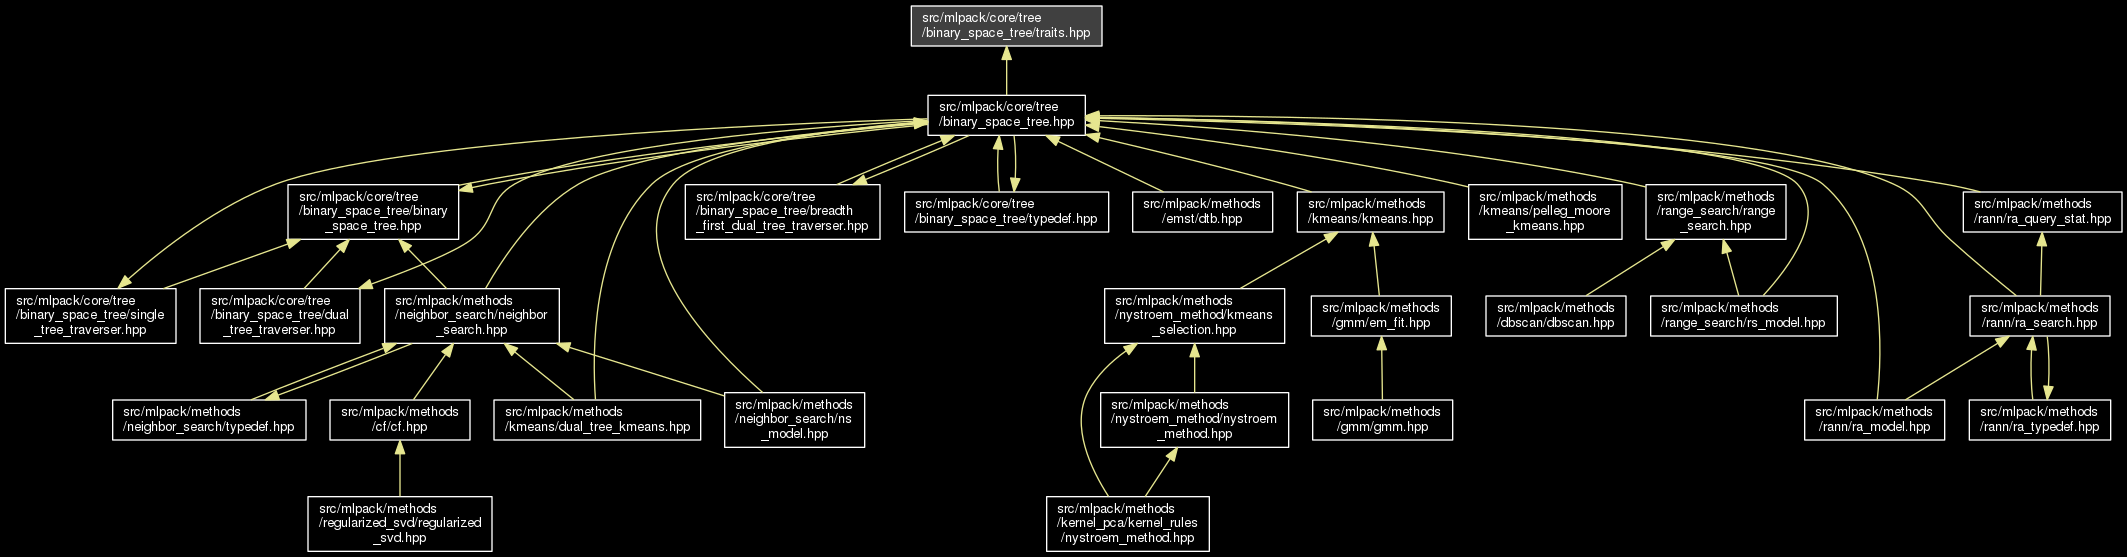 src/mlpack/core/tree
/binary_space_tree/traits.hpp
src/mlpack/core/tree
/binary_space_tree.hpp
src/mlpack/core/tree
/binary_space_tree/binary
_space_tree.hpp
src/mlpack/core/tree
/binary_space_tree/breadth
_first_dual_tree_traverser.hpp
src/mlpack/core/tree
/binary_space_tree/typedef.hpp
src/mlpack/methods
/emst/dtb.hpp
src/mlpack/methods
/kmeans/kmeans.hpp
src/mlpack/methods
/kmeans/pelleg_moore
_kmeans.hpp
src/mlpack/methods
/range_search/range
_search.hpp
src/mlpack/methods
/rann/ra_query_stat.hpp
src/mlpack/core/tree
/binary_space_tree/single
_tree_traverser.hpp
src/mlpack/core/tree
/binary_space_tree/dual
_tree_traverser.hpp
src/mlpack/methods
/neighbor_search/neighbor
_search.hpp
src/mlpack/methods
/nystroem_method/kmeans
_selection.hpp
src/mlpack/methods
/gmm/em_fit.hpp
src/mlpack/methods
/dbscan/dbscan.hpp
src/mlpack/methods
/range_search/rs_model.hpp
src/mlpack/methods
/rann/ra_search.hpp
src/mlpack/methods
/neighbor_search/typedef.hpp
src/mlpack/methods
/cf/cf.hpp
src/mlpack/methods
/kmeans/dual_tree_kmeans.hpp
src/mlpack/methods
/neighbor_search/ns
_model.hpp
src/mlpack/methods
/nystroem_method/nystroem
_method.hpp
src/mlpack/methods
/gmm/gmm.hpp
src/mlpack/methods
/rann/ra_model.hpp
src/mlpack/methods
/rann/ra_typedef.hpp
src/mlpack/methods
/regularized_svd/regularized
_svd.hpp
src/mlpack/methods
/kernel_pca/kernel_rules
/nystroem_method.hpp